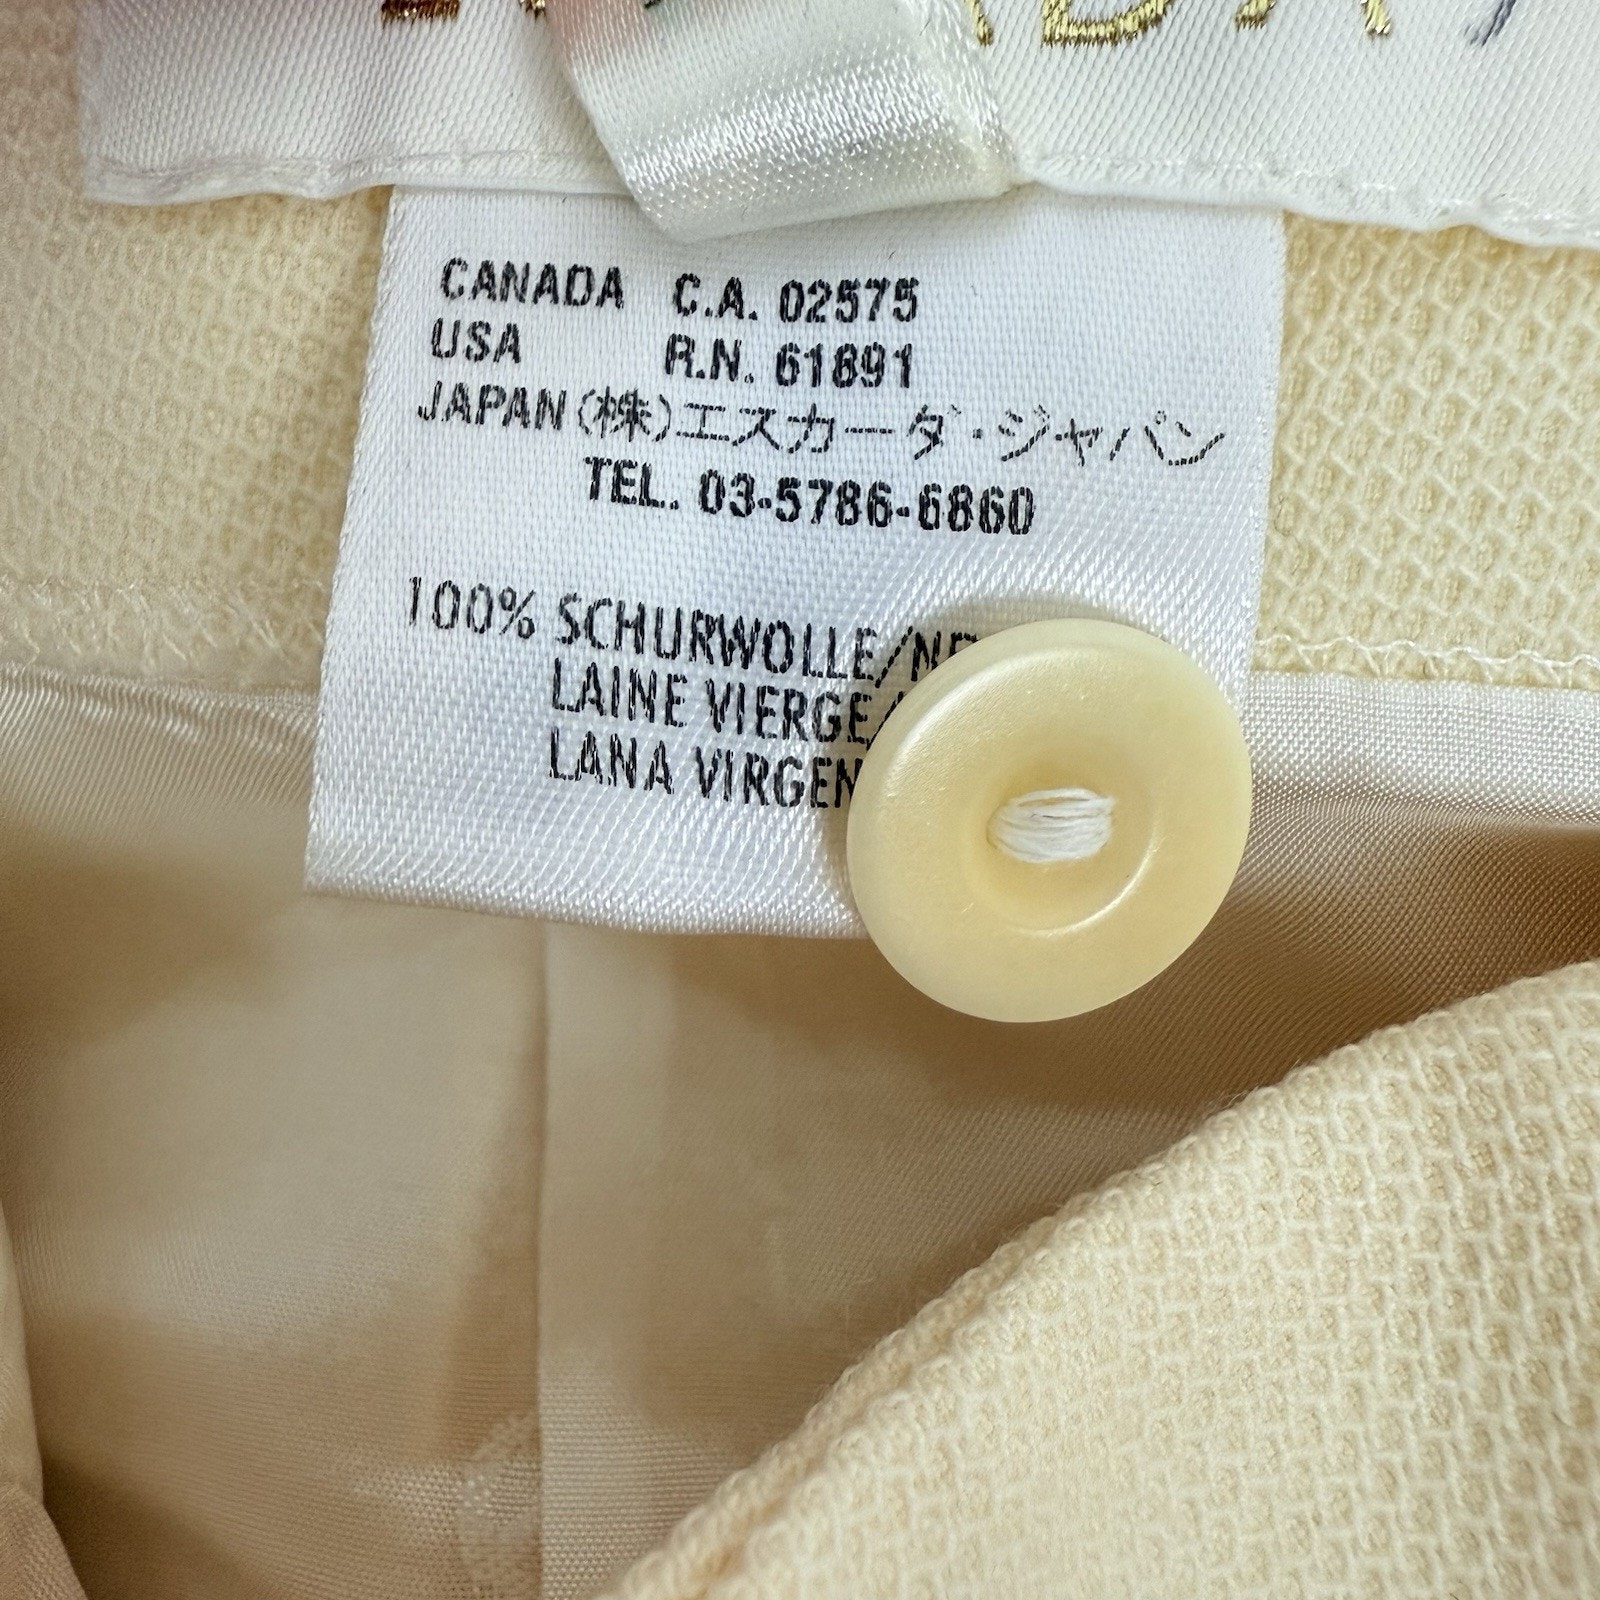 CANADA C.A. 02575
USA R.N. 61891
JAPAN (株)エスカーダ・ジャパン
TEL. 03-5786-6860
100% SCHURWOLLE/
LAINE VIERGE/
LANA VIRGEN